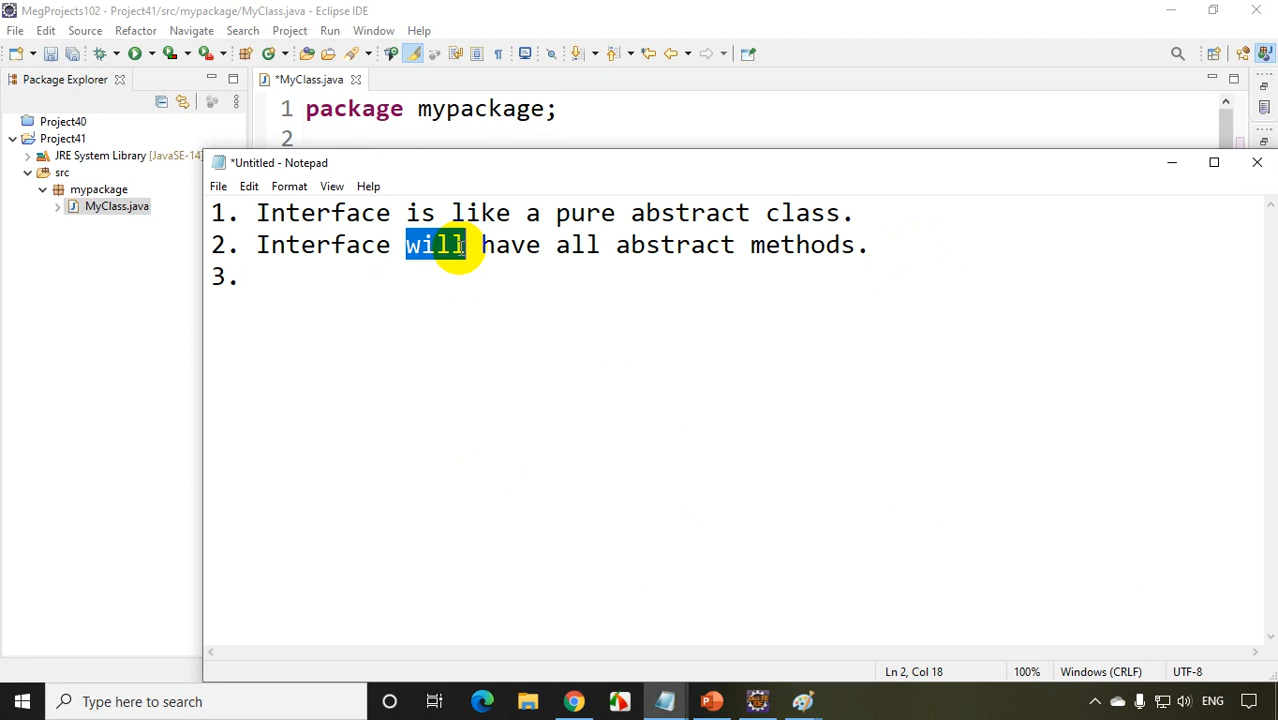 MegProjects102 - Project41/src/mypackage/MyClass.java - Eclipse IDE
File Edit Source Refactor Navigate Search Project Run Window Help
Package Explorer
*MyClass.java
1 package mypackage;
2
Project40
Project41
JRE System Library [JavaSE-14]
src
mypackage
MyClass.java
*Untitled - Notepad
File Edit Format View Help
1. Interface is like a pure abstract class.
2. Interface will have all abstract methods.
3.
Ln 2, Col 18 100% Windows (CRLF) UTF-8
Type here to search
ENG